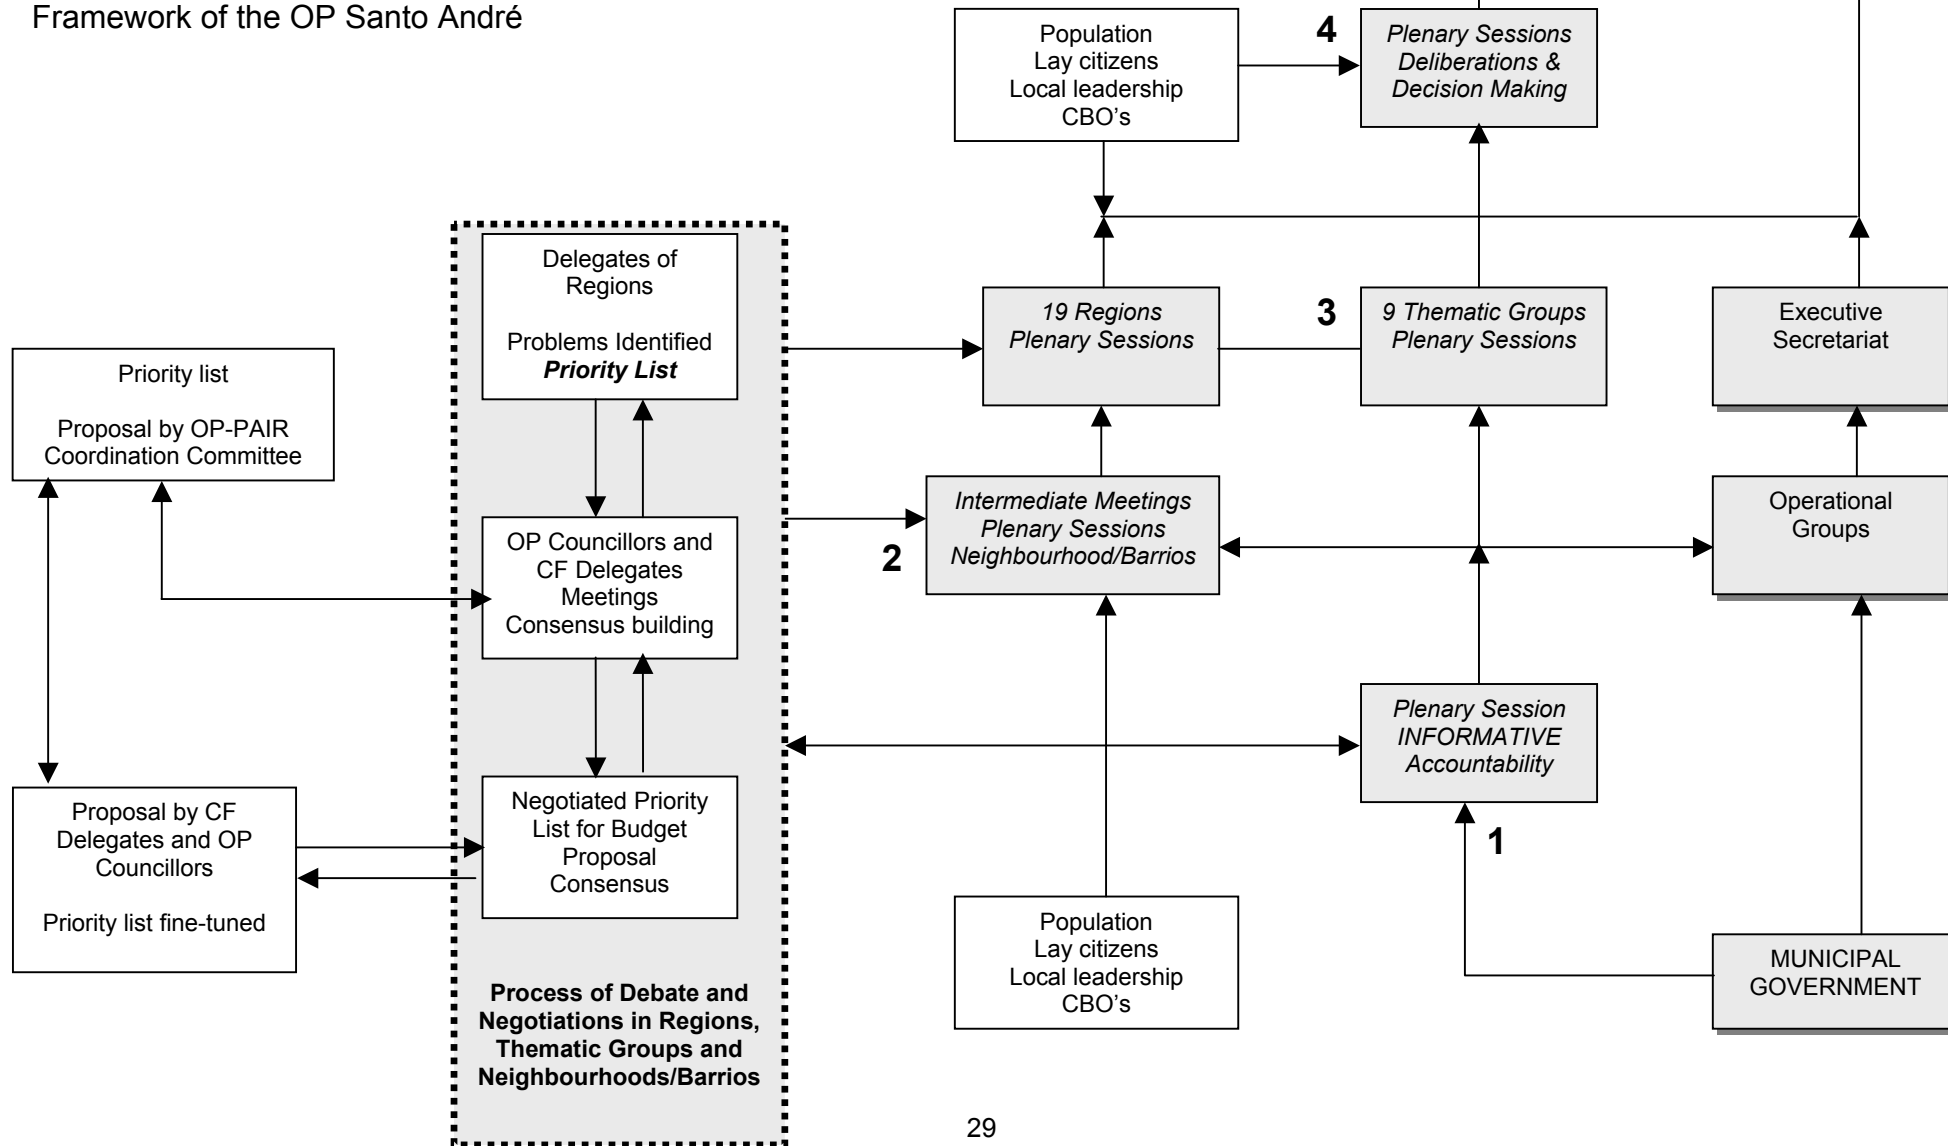 Framework of the OP Santo André
Population
Lay citizens
Local leadership
CBO's
4
Plenary Sessions
Deliberations &
Decision Making
Delegates of
Regions
Problems Identified
Priority List
19 Regions
Plenary Sessions
3
9 Thematic Groups
Plenary Sessions
Executive
Secretariat
Priority list
Proposal by OP-PAIR
Coordination Committee
OP Councillors and
CF Delegates
Meetings
Consensus building
2
Intermediate Meetings
Plenary Sessions
Neighbourhood/Barrios
Operational
Groups
Plenary Session
INFORMATIVE
Accountability
1
Proposal by CF
Delegates and OP
Councillors
Priority list fine-tuned
Negotiated Priority
List for Budget
Proposal
Consensus
Population
Lay citizens
Local leadership
CBO's
MUNICIPAL
GOVERNMENT
Process of Debate and
Negotiations in Regions,
Thematic Groups and
Neighbourhoods/Barrios
29